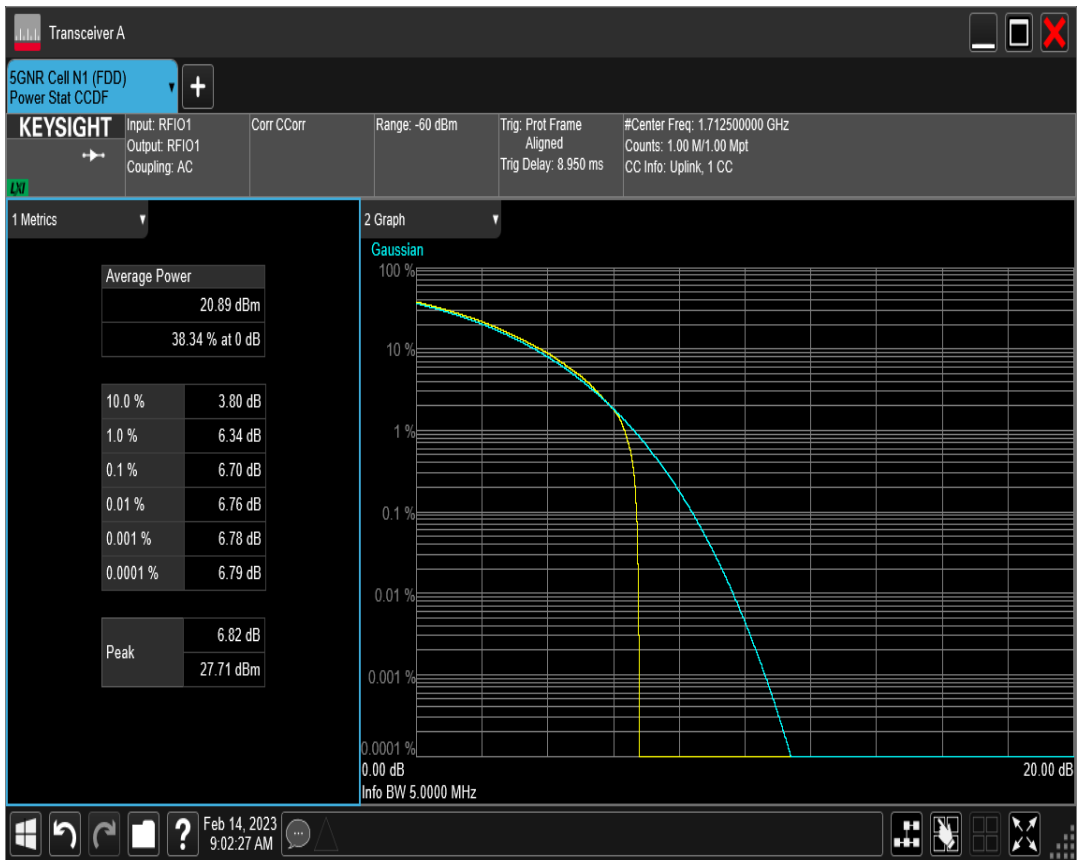 Transceiver A
5GNR Cell N1 (FDD)
Power Stat CCDF
+
KEYSIGHT
LXI
Input: RFIO1
Output: RFIO1
Coupling: AC
Corr CCorr
Range: -60 dBm
Trig: Prot Frame
Aligned
Trig Delay: 8.950 ms
#Center Freq: 1.712500000 GHz
Counts: 1.00 M/1.00 Mpt
CC Info: Uplink, 1 CC
1 Metrics
Average Power
20.89 dBm
38.34 % at 0 dB
10.0 % 3.80 dB
1.0 % 6.34 dB
0.1 % 6.70 dB
0.01 % 6.76 dB
0.001 % 6.78 dB
0.0001 % 6.79 dB
Peak
6.82 dB
27.71 dBm
2 Graph
Gaussian
100 %
10 %
1 %
0.1 %
0.01 %
0.001 %
0.0001 %
0.00 dB
20.00 dB
Info BW 5.0000 MHz
?
Feb 14, 2023
9:02:27 AM